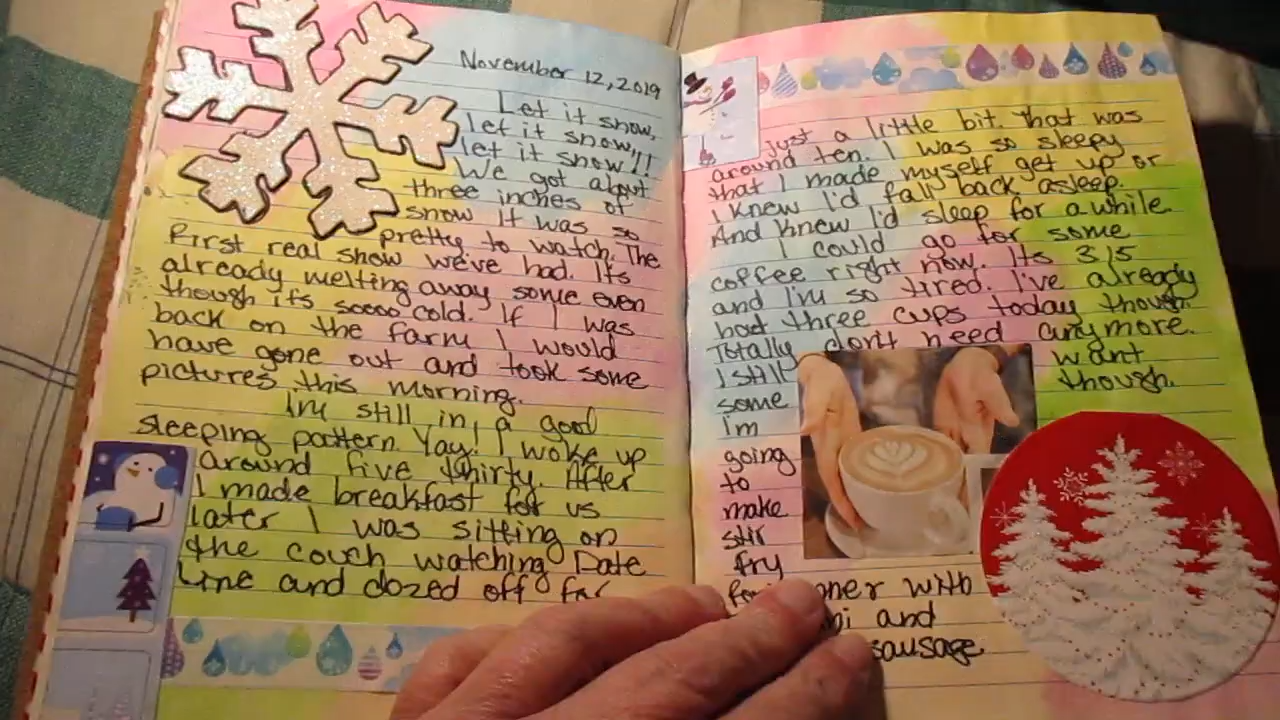 November 12, 2019
Let it snow,
let it snow,
let it snow!!
We got about
three inches of
snow it was so
pretty to watch. The
first real snow we've had. Its
already melting away some even
though its soooo cold. If I was
back on the farm I would
have gone out and took some
pictures this morning.
I'm still in a good
sleeping pattern. Yay! I woke up
around five thirty. After
I made breakfast for us
later I was sitting on
the couch watching Date
Line and dozed off for
just a little bit. That was
around ten. I was so sleepy
that I made myself get up or
I knew I'd fall back asleep.
And knew I'd sleep for a while.
I could go for some
coffee right now. Its 315
and I'm so tired. I've already
had three cups today though.
Totally don't need anymore.
I still want
some though.
I'm
going
to
make
stir
fry
with
and
sausage